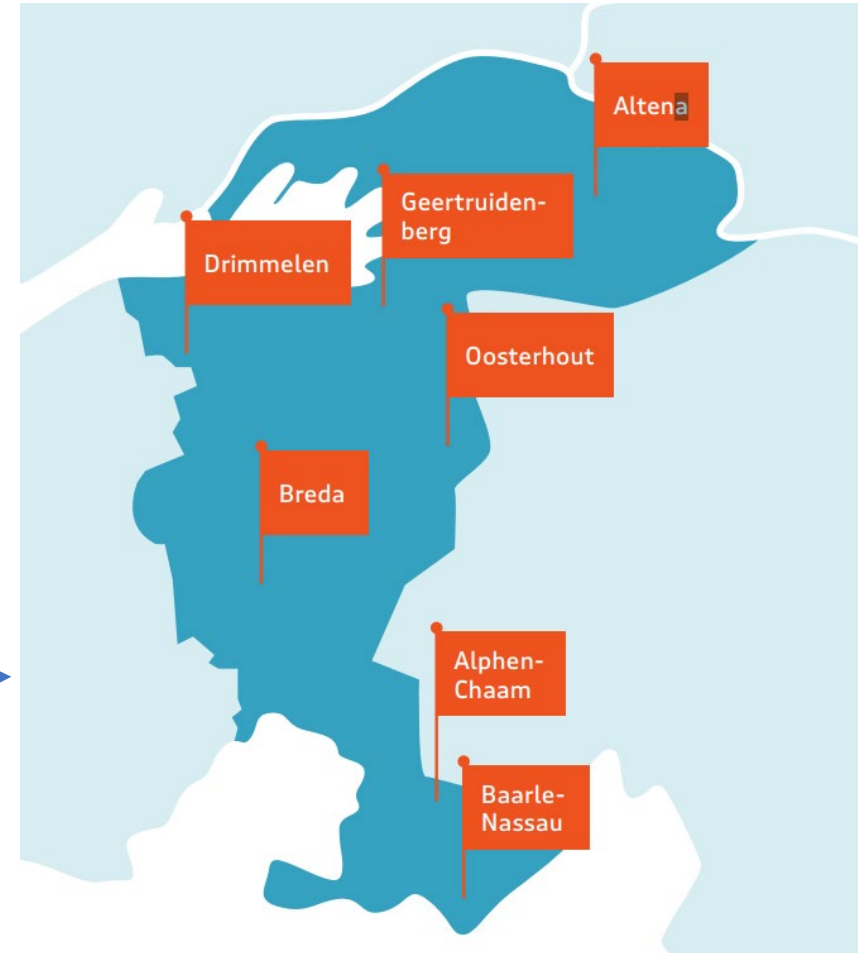 Altena
Geertruiden-
berg
Drimmelen
Oosterhout
Breda
Alphen-
Chaam
Baarle-
Nassau